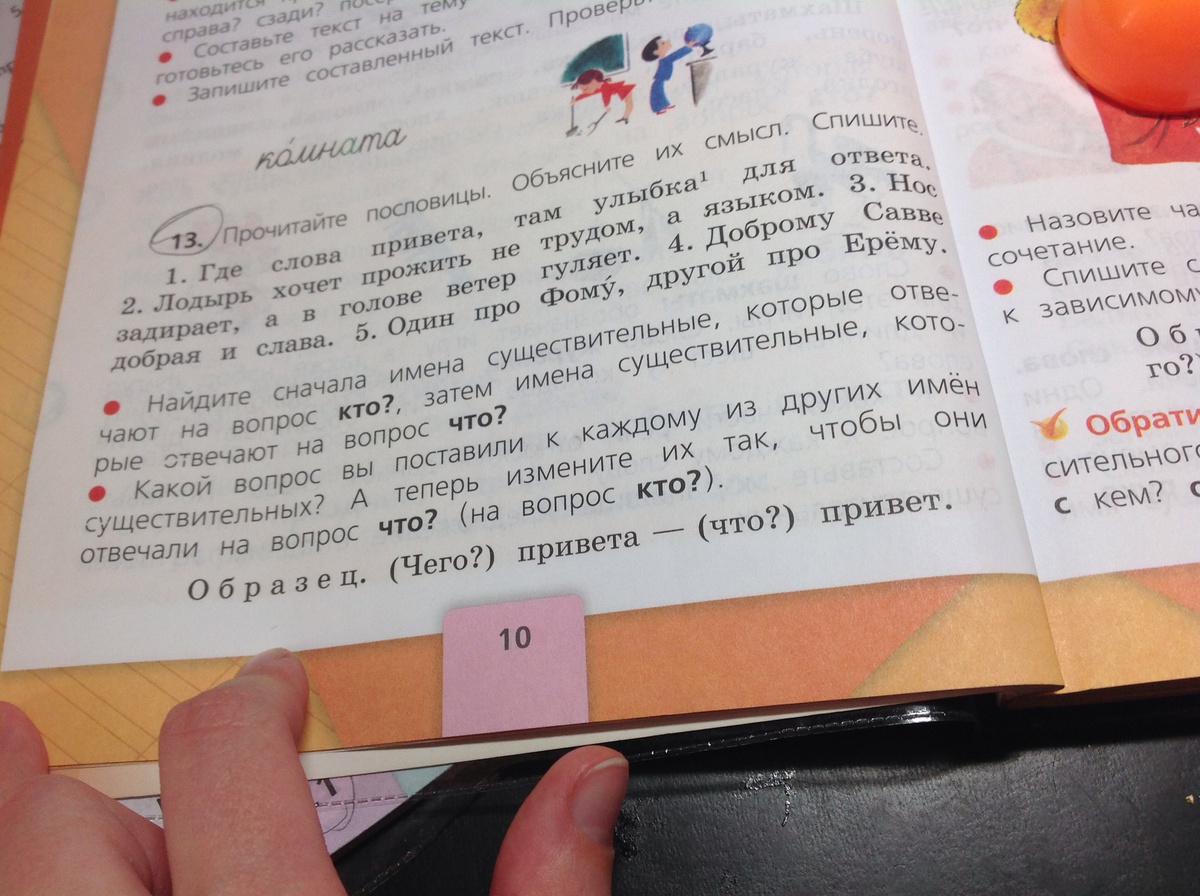 находится
справа? сзади?
• Составьте текст на тему
готовьтесь его рассказать.
• Запишите составленный текст.
ко́мната
13. Прочитайте пословицы. Объясните их смысл. Спишите.
1. Где слова привета, там улыбка¹ для ответа.
2. Лодырь хочет прожить не трудом, а языком. 3. Нос
задирает, а в голове ветер гуляет. 4. Доброму Савве
добрая и слава. 5. Один про Фому́, другой про Ерёму.
• Найдите сначала имена существительные, которые отве-
чают на вопрос кто?, затем имена существительные, кото-
рые отвечают на вопрос что?
• Какой вопрос вы поставили к каждому из других имён
существительных? А теперь измените их так, чтобы они
отвечали на вопрос что? (на вопрос кто?).
Образец. (Чего?) привета — (что?) привет.
10
• Назовите
сочетание.
• Спишите
к зависимому
го?
Обрати
с кем?